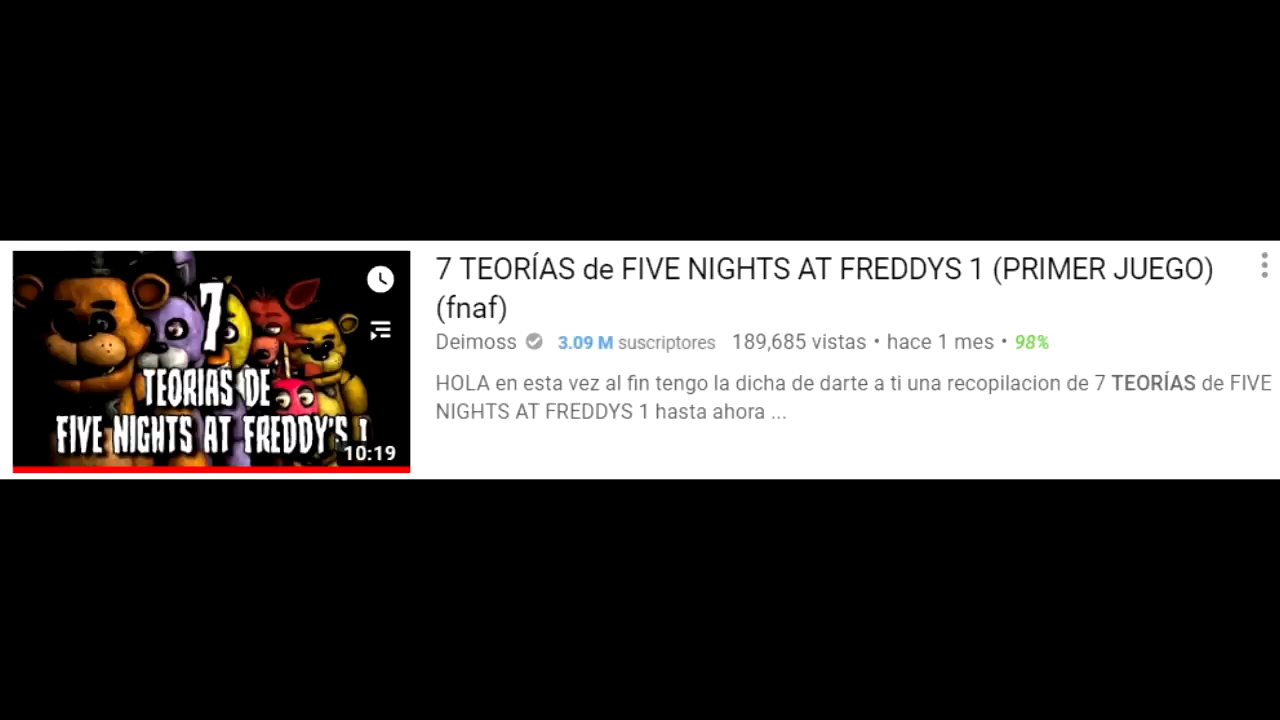 7
TEORIAS DE
FIVE NIGHTS AT FREDDY'S 1
10:19
7 TEORÍAS de FIVE NIGHTS AT FREDDYS 1 (PRIMER JUEGO)
(fnaf)
Deimoss 3.09 M suscriptores 189,685 vistas • hace 1 mes • 98%
HOLA en esta vez al fin tengo la dicha de darte a ti una recopilacion de 7 TEORÍAS de FIVE
NIGHTS AT FREDDYS 1 hasta ahora ...